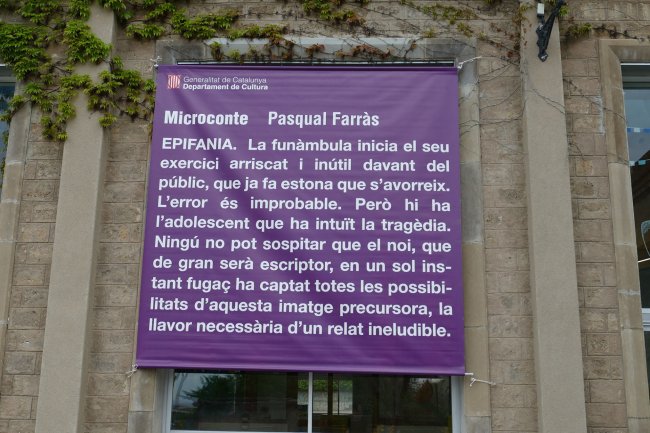 Generalitat de Catalunya
Departament de Cultura
Microconte Pasqual Farràs
EPIFANIA. La funàmbula inicia el seu
exercici arriscat i inútil davant del
públic, que ja fa estona que s'avorreix.
L'error és improbable. Però hi ha
l'adolescent que ha intuït la tragèdia.
Ningú no pot sospitar que el noi, que
de gran serà escriptor, en un sol ins-
tant fugaç ha captat totes les possibi-
litats d'aquesta imatge precursora, la
llavor necessària d'un relat ineludible.